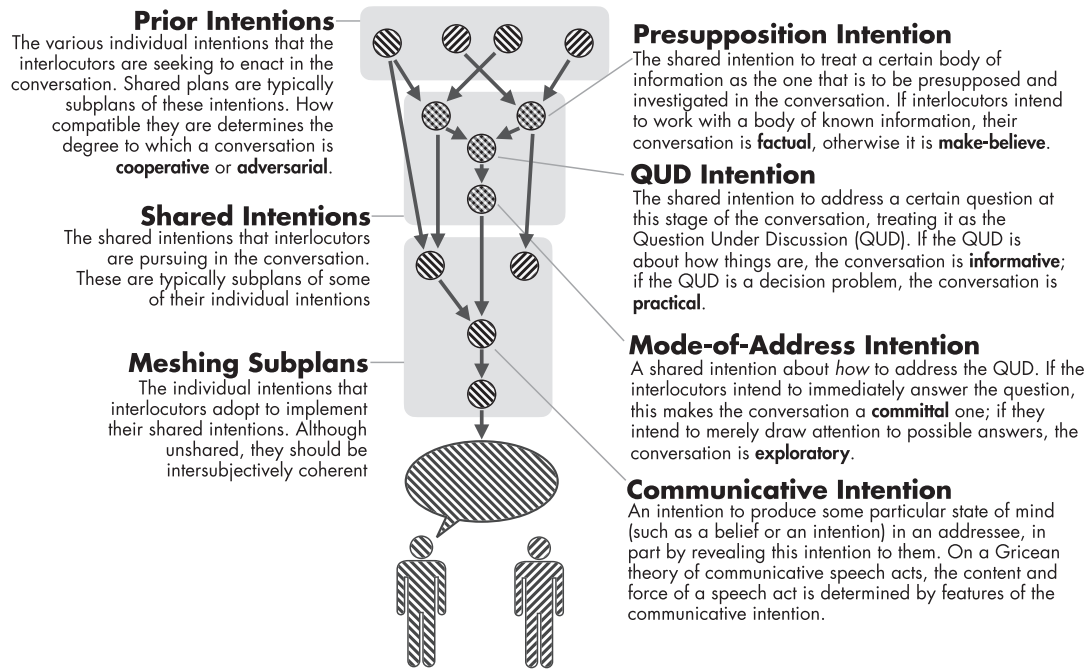 Prior Intentions
The various individual intentions that the
interlocutors are seeking to enact in the
conversation. Shared plans are typically
subplans of these intentions. How
compatible they are determines the
degree to which a conversation is
cooperative or adversarial.
Shared Intentions
The shared intentions that interlocutors
are pursuing in the conversation.
These are typically subplans of some
of their individual intentions
Meshing Subplans
The individual intentions that
interlocutors adopt to implement
their shared intentions. Although
unshared, they should be
intersubjectively coherent
Presupposition Intention
The shared intention to treat a certain body of
information as the one that is to be presupposed and
investigated in the conversation. If interlocutors intend
to work with a body of known information, their
conversation is factual, otherwise it is make-believe.
QUD Intention
The shared intention to address a certain question at
this stage of the conversation, treating it as the
Question Under Discussion (QUD). If the QUD is
about how things are, the conversation is informative;
if the QUD is a decision problem, the conversation is
practical.
Mode-of-Address Intention
A shared intention about how to address the QUD. If the
interlocutors intend to immediately answer the question,
this makes the conversation a committal one; if they
intend to merely draw attention to possible answers, the
conversation is exploratory.
Communicative Intention
An intention to produce some particular state of mind
(such as a belief or an intention) in an addressee, in
part by revealing this intention to them. On a Gricean
theory of communicative speech acts, the content and
force of a speech act is determined by features of the
communicative intention.